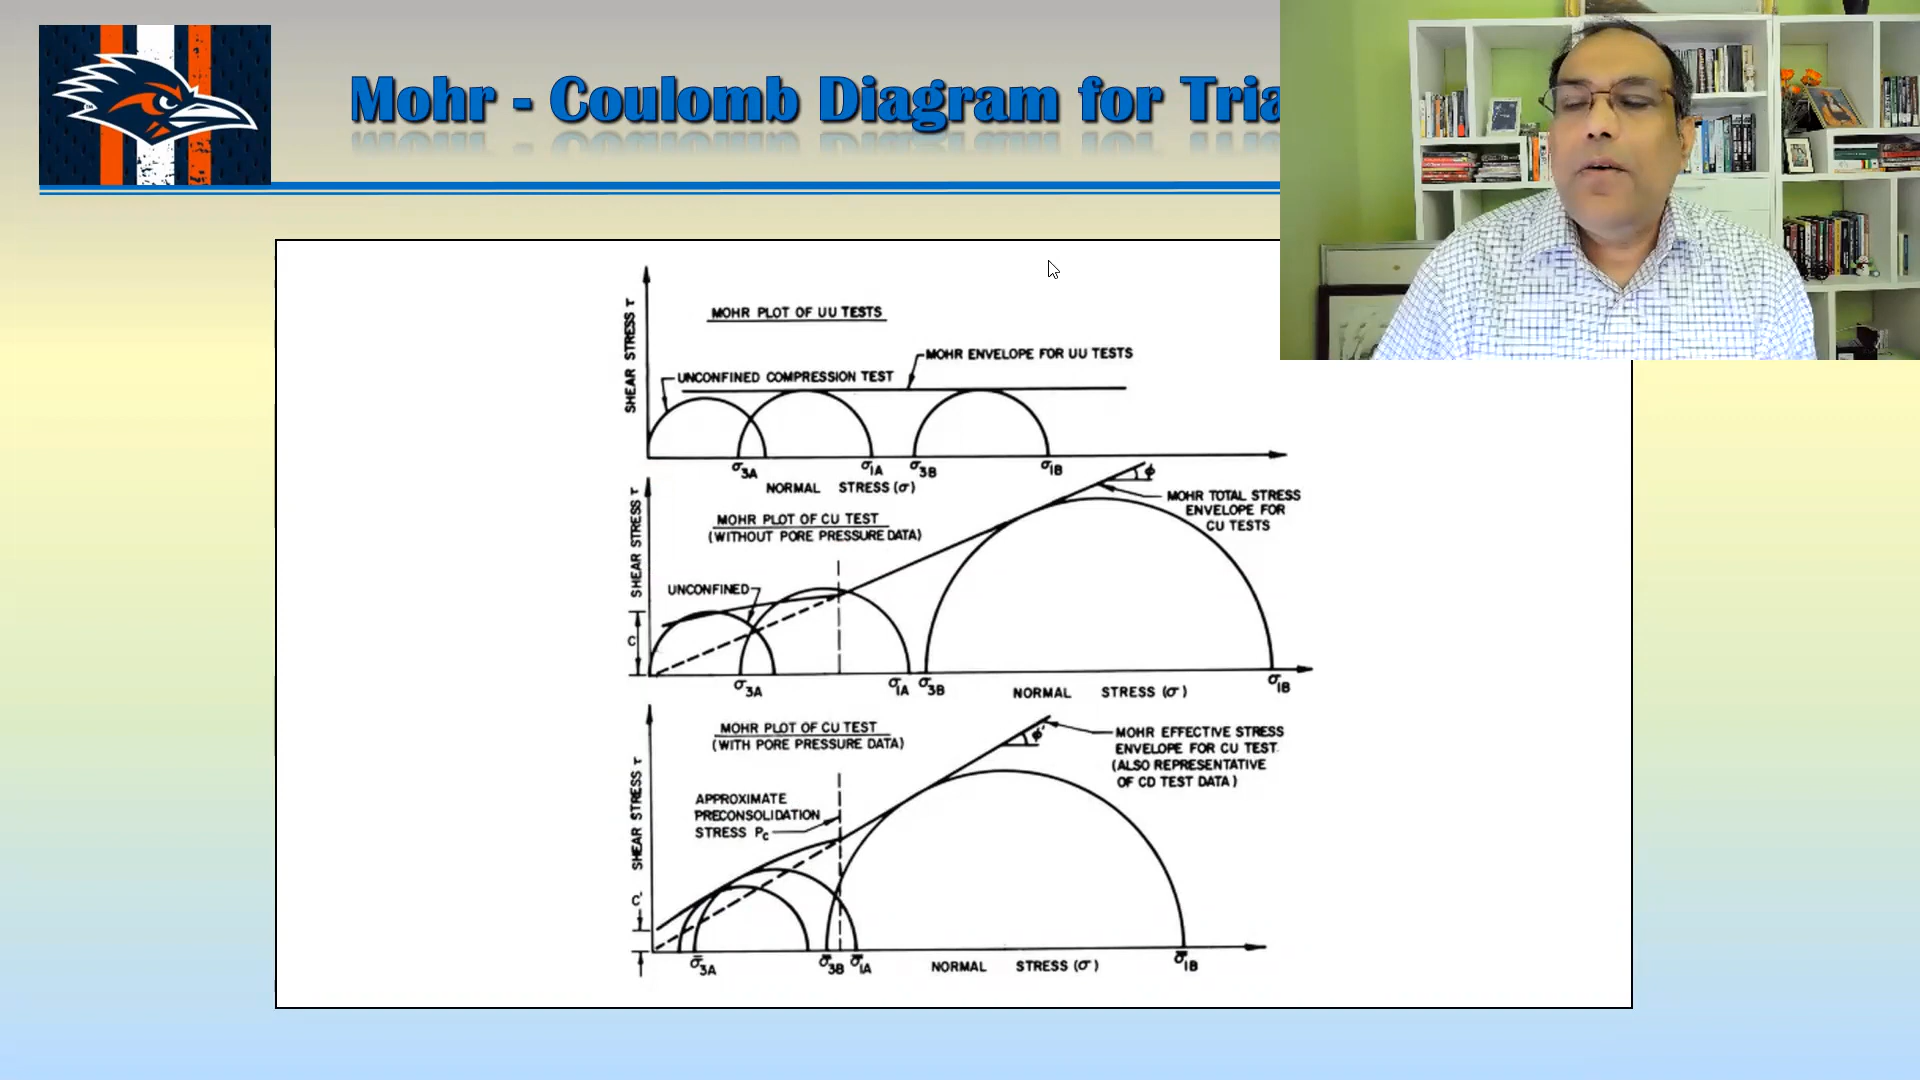 Mohr - Coulomb Diagram for Tria
SHEAR STRESS τ
MOHR PLOT OF UU TESTS
MOHR ENVELOPE FOR UU TESTS
UNCONFINED COMPRESSION TEST
σ3A σ1A σ3B σ1B
NORMAL STRESS (σ)
SHEAR STRESS τ
MOHR PLOT OF CU TEST
(WITHOUT PORE PRESSURE DATA)
ϕ
MOHR TOTAL STRESS
ENVELOPE FOR
CU TESTS
UNCONFINED
C
σ3A σ1A σ3B σ1B
NORMAL STRESS (σ)
SHEAR STRESS τ
MOHR PLOT OF CU TEST
(WITH PORE PRESSURE DATA)
ϕ'
MOHR EFFECTIVE STRESS
ENVELOPE FOR CU TEST
(ALSO REPRESENTATIVE
OF CD TEST DATA)
APPROXIMATE
PRECONSOLIDATION
STRESS Pc
C'
σ̄3A σ̄3B σ̄1A σ̄1B
NORMAL STRESS (σ)